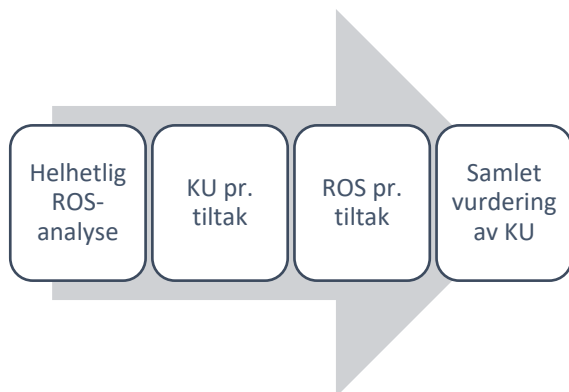 Helhetlig
ROS-
analyse
KU pr.
tiltak
ROS pr.
tiltak
Samlet
vurdering
av KU